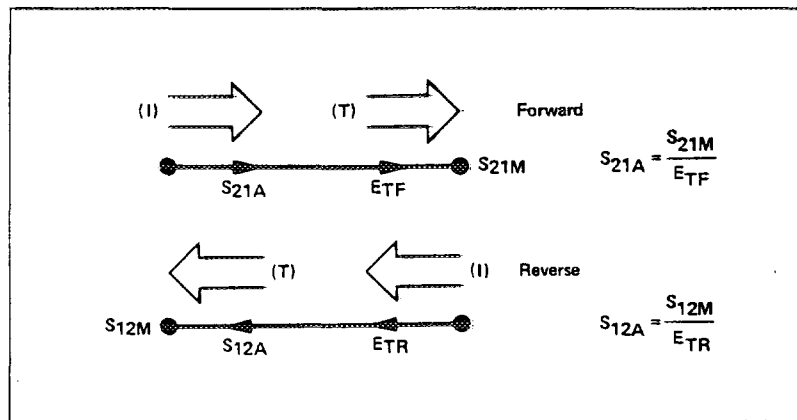 (I) (T) Forward
S21A ETF S21M
S21A = S21M / ETF
(T) (I) Reverse
S12M S12A ETR
S12A = S12M / ETR